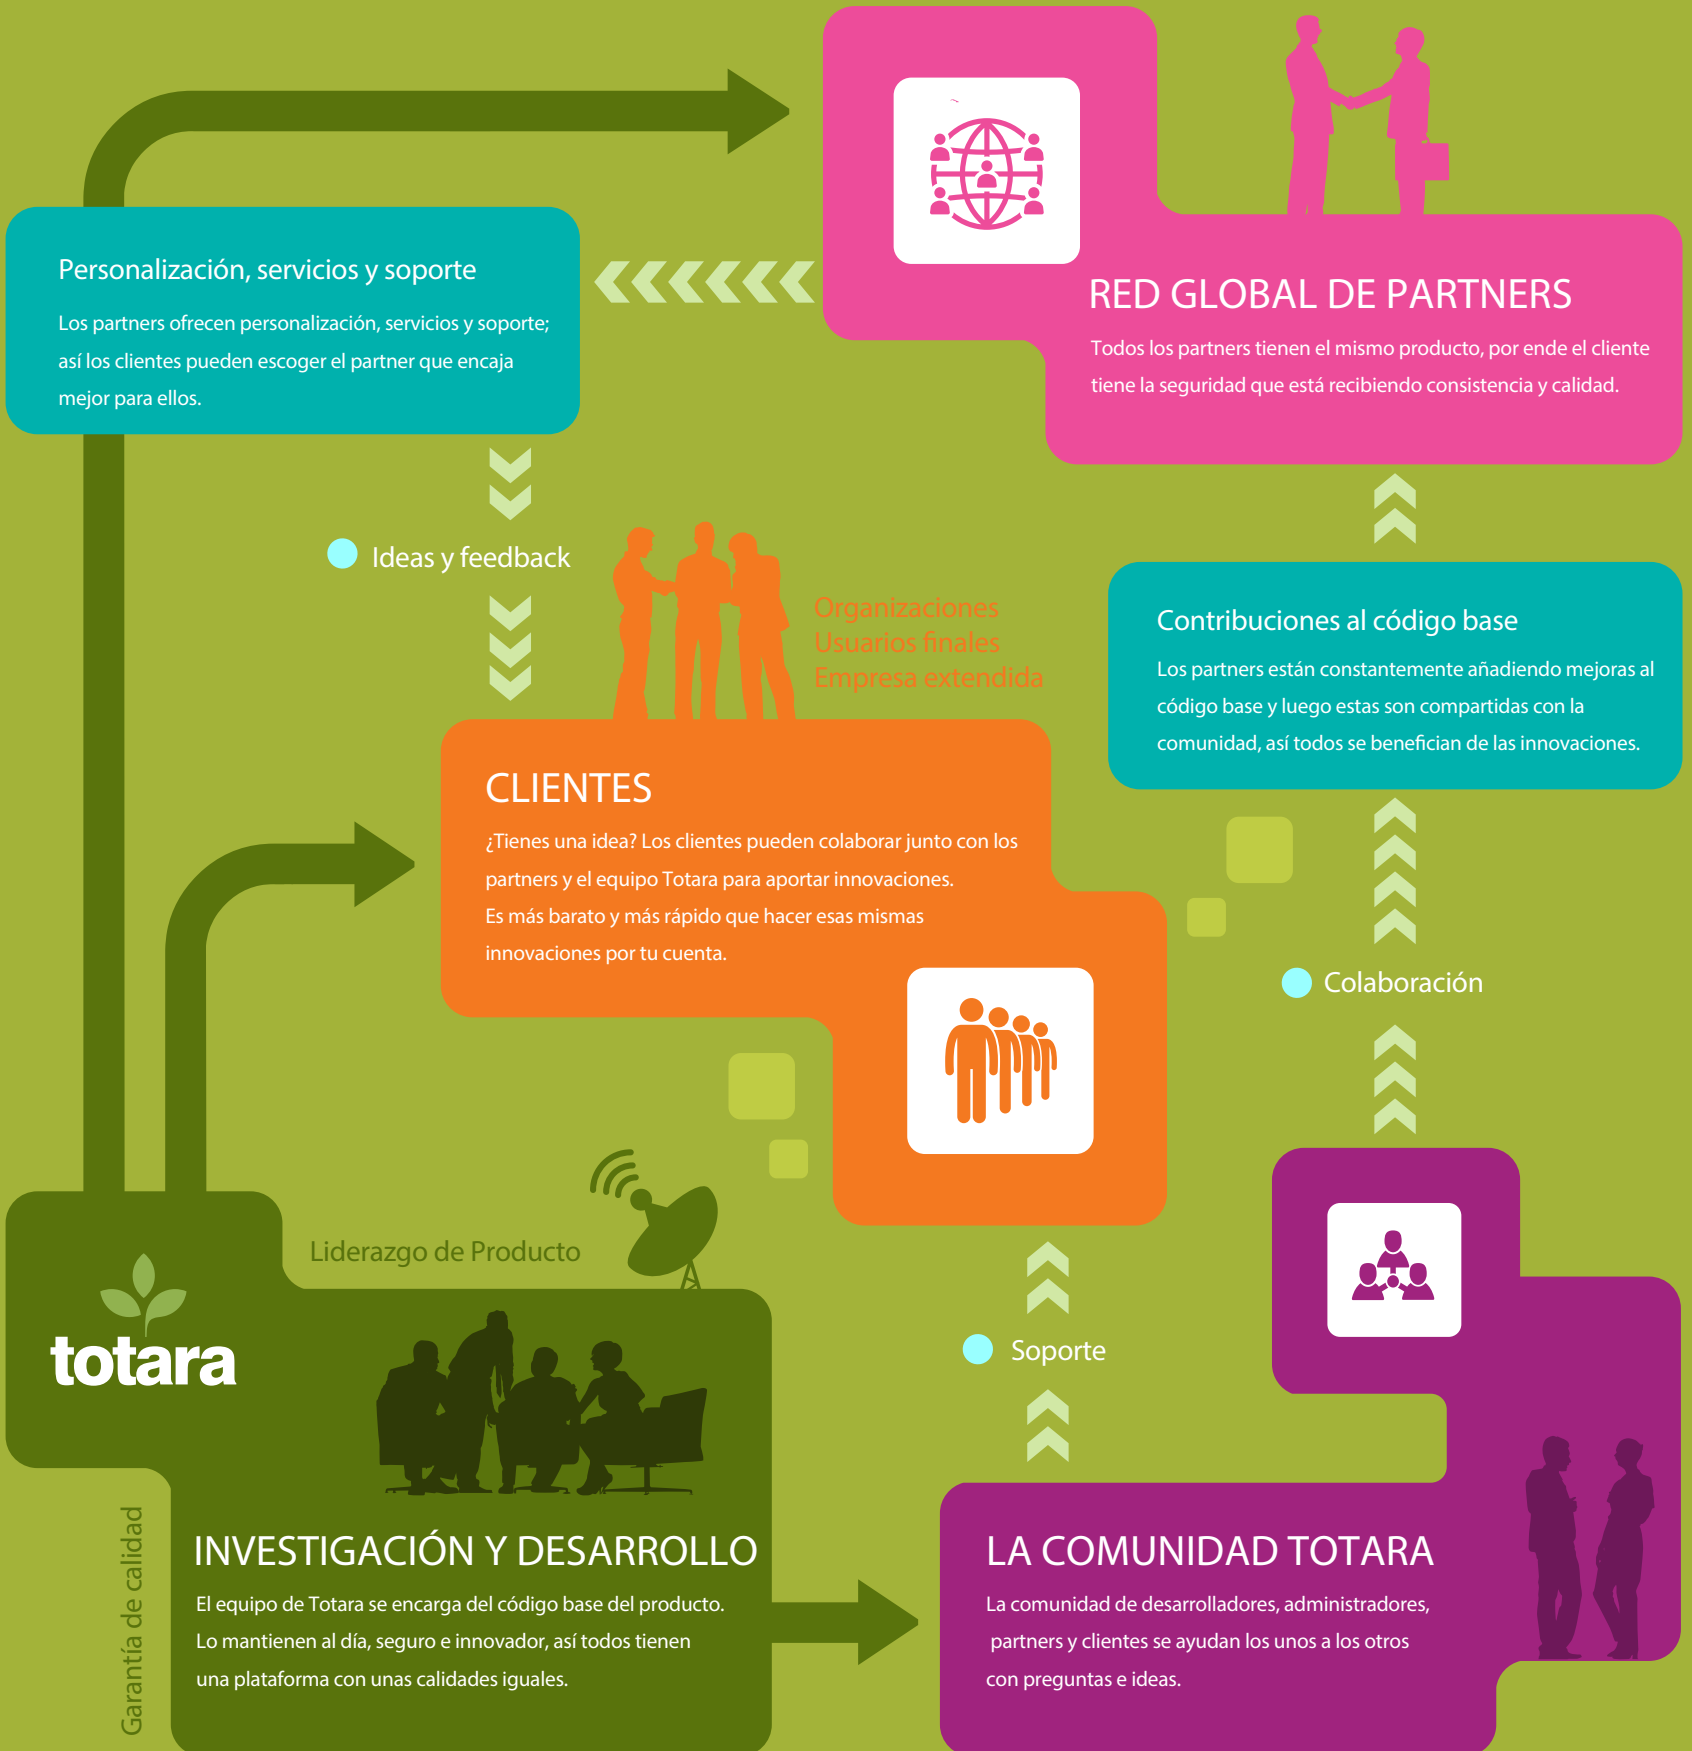 Personalización, servicios y soporte
Los partners ofrecen personalización, servicios y soporte;
así los clientes pueden escoger el partner que encaja
mejor para ellos.
RED GLOBAL DE PARTNERS
Todos los partners tienen el mismo producto, por ende el cliente
tiene la seguridad que está recibiendo consistencia y calidad.
Ideas y feedback
Organizaciones
Usuarios finales
Empresa extendida
Contribuciones al código base
Los partners están constantemente añadiendo mejoras al
código base y luego estas son compartidas con la
comunidad, así todos se benefician de las innovaciones.
CLIENTES
¿Tienes una idea? Los clientes pueden colaborar junto con los
partners y el equipo Totara para aportar innovaciones.
Es más barato y más rápido que hacer esas mismas
innovaciones por tu cuenta.
Colaboración
Liderazgo de Producto
totara
Soporte
Garantía de calidad
INVESTIGACIÓN Y DESARROLLO
El equipo de Totara se encarga del código base del producto.
Lo mantienen al día, seguro e innovador, así todos tienen
una plataforma con unas calidades iguales.
LA COMUNIDAD TOTARA
La comunidad de desarrolladores, administradores,
partners y clientes se ayudan los unos a los otros
con preguntas e ideas.